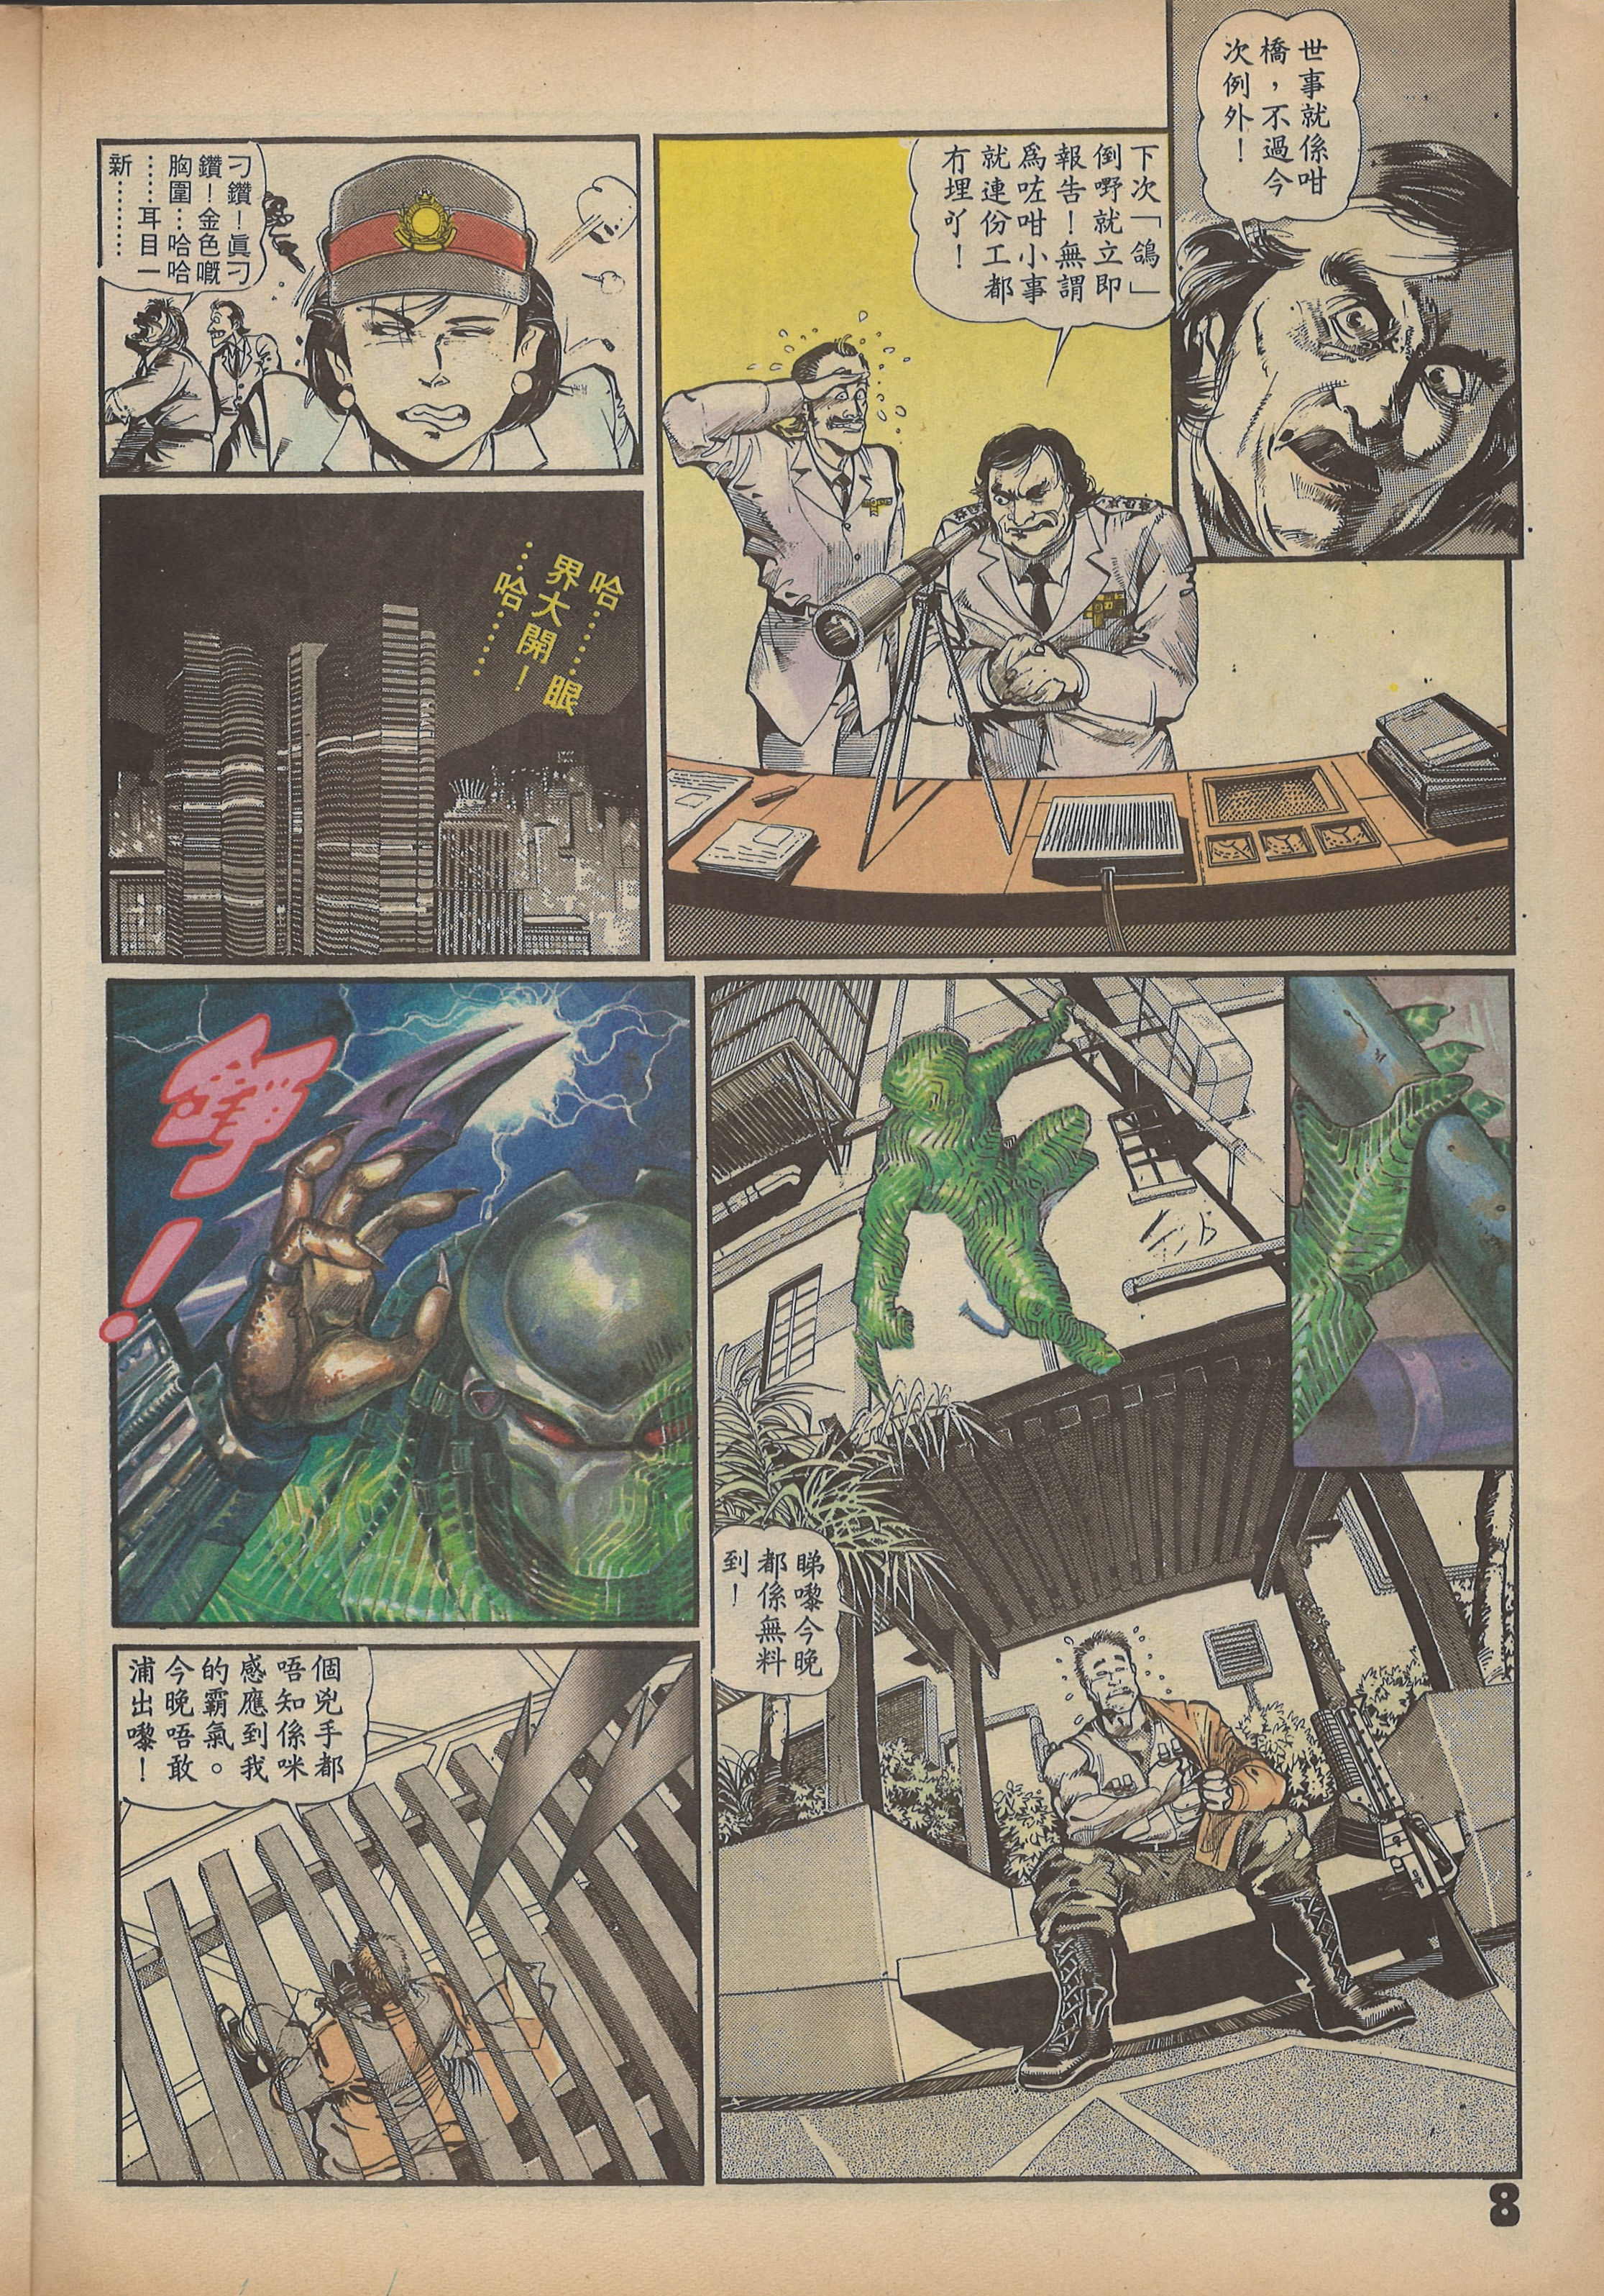 世事就係咁
橋，不過今
次例外！
下次「鴿」
倒嘢就立即
報告！無謂
爲咗咁小事
就連份工都
冇埋吖！
刁鑽！眞刁
鑽！金色嘅
胸圍…哈哈
……耳目一
新…………
哈………眼
界大開！
…哈………
睇嚟今晚
都係無料
到！
錚！
個兇手都
唔知係咪
感應到我
的霸氣。
今晚唔敢
浦出嚟！
8